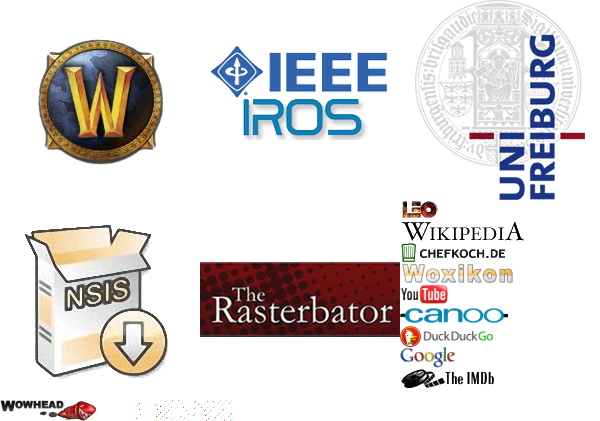 W
IEEE
IROS
UNI
FREIBURG
NSIS
The
Rasterbator
LEO
WIKIPEDIA
CHEFKOCH.DE
Woxikon
YouTube
canoo
DuckDuckGo
Google
The IMDb
WOWHEAD